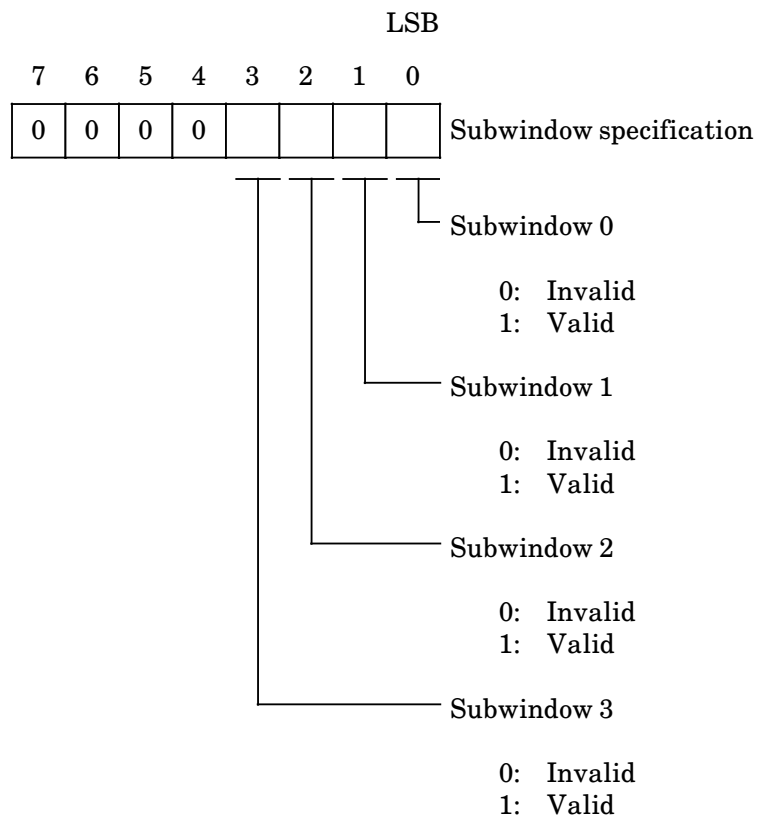 LSB
7 6 5 4 3 2 1 0
0 0 0 0 Subwindow specification
Subwindow 0
0: Invalid
1: Valid
Subwindow 1
0: Invalid
1: Valid
Subwindow 2
0: Invalid
1: Valid
Subwindow 3
0: Invalid
1: Valid